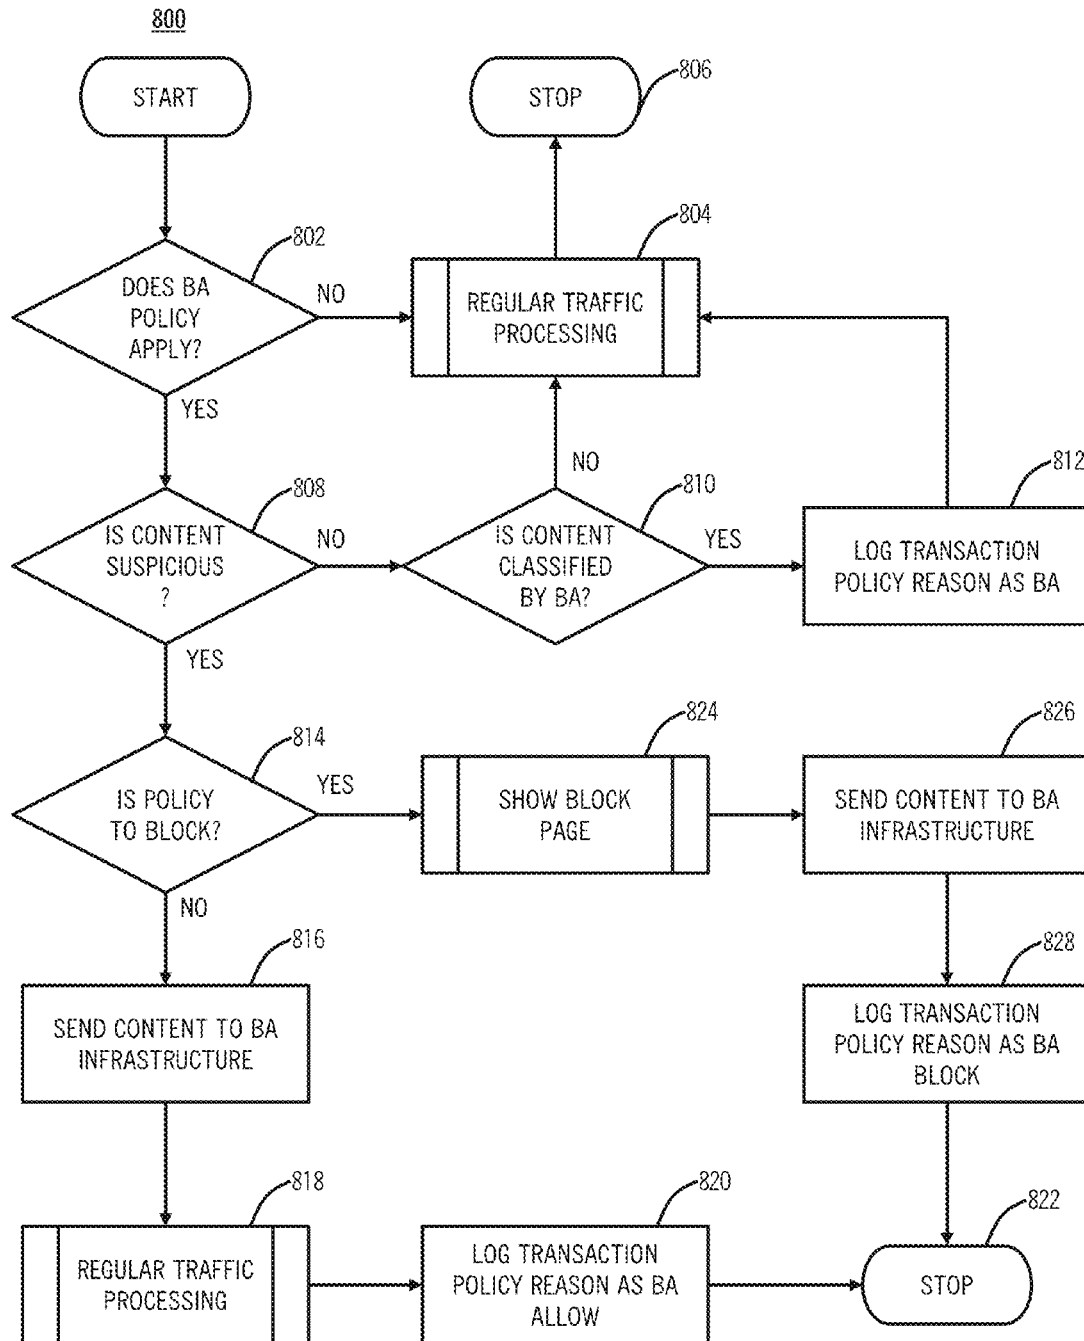 800
START
STOP
806
DOES BA
POLICY
APPLY?
802
NO
YES
REGULAR TRAFFIC
PROCESSING
804
IS CONTENT
SUSPICIOUS
?
808
NO
YES
IS CONTENT
CLASSIFIED
BY BA?
810
NO
YES
LOG TRANSACTION
POLICY REASON AS BA
812
IS POLICY
TO BLOCK?
814
YES
NO
SHOW BLOCK
PAGE
824
SEND CONTENT TO BA
INFRASTRUCTURE
826
SEND CONTENT TO BA
INFRASTRUCTURE
816
LOG TRANSACTION
POLICY REASON AS BA
BLOCK
828
REGULAR TRAFFIC
PROCESSING
818
LOG TRANSACTION
POLICY REASON AS BA
ALLOW
820
STOP
822